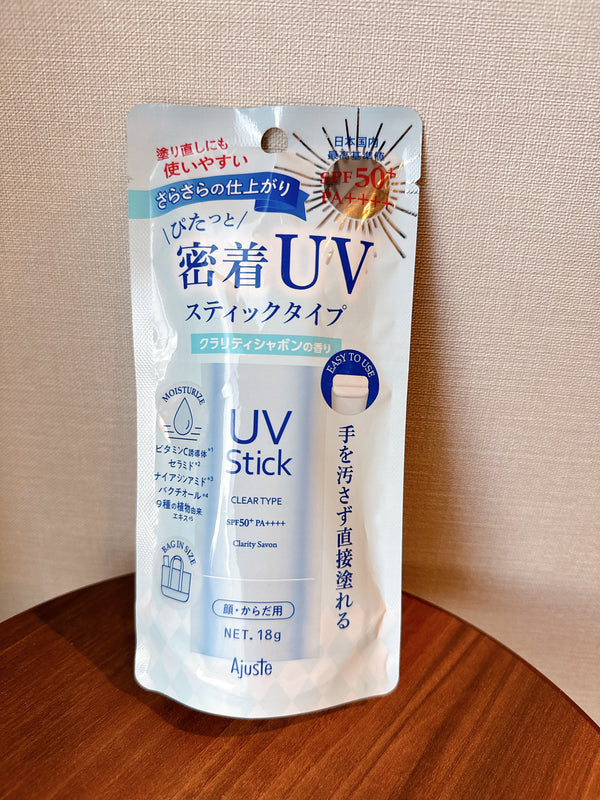 塗り直しにも
使いやすい
さらさらの仕上がり
日本国内
最高基準値
SPF50+
PA++++
\ぴたっと/
密着UV
スティックタイプ
クラリティシャボンの香り
EASY TO USE
MOISTURIZE
ビタミンC誘導体*1
セラミド*2
ナイアシンアミド*3
バクチオール*4
9種の植物由来
エキス*5
BAG IN SIZE
UV
Stick
CLEAR TYPE
SPF50+ PA++++
Clarity Savon
手を汚さず直接塗れる
顔・からだ用
NET. 18g
Ajuste